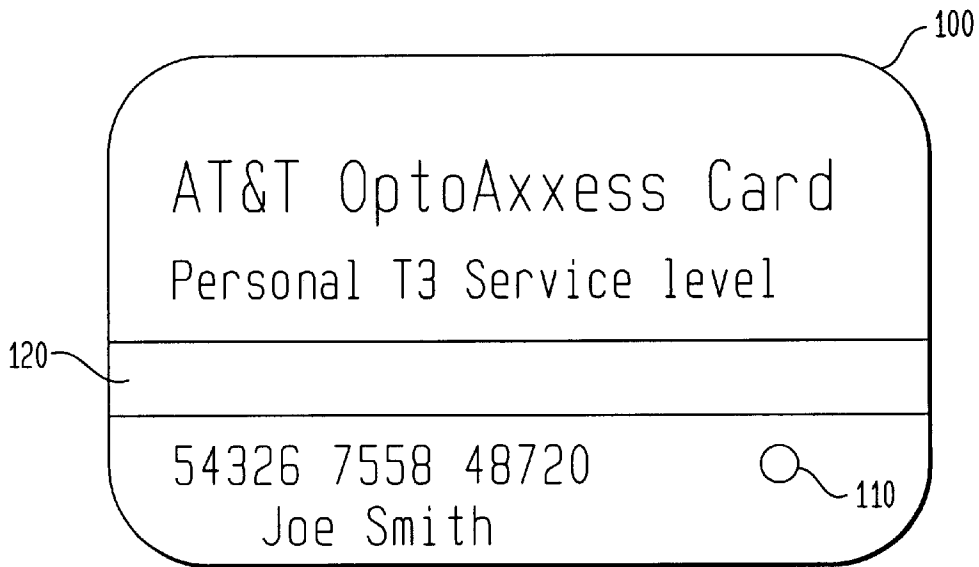 100
AT&T OptoAxxess Card
Personal T3 Service level
120
54326 7558 48720
110
Joe Smith